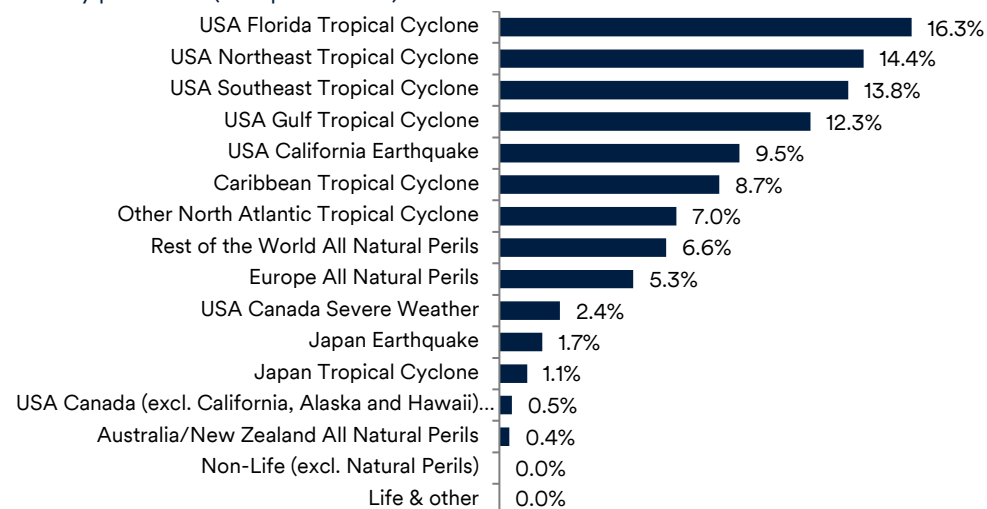 USA Florida Tropical Cyclone 16.3%
USA Northeast Tropical Cyclone 14.4%
USA Southeast Tropical Cyclone 13.8%
USA Gulf Tropical Cyclone 12.3%
USA California Earthquake 9.5%
Caribbean Tropical Cyclone 8.7%
Other North Atlantic Tropical Cyclone 7.0%
Rest of the World All Natural Perils 6.6%
Europe All Natural Perils 5.3%
USA Canada Severe Weather 2.4%
Japan Earthquake 1.7%
Japan Tropical Cyclone 1.1%
USA Canada (excl. California, Alaska and Hawaii)... 0.5%
Australia/New Zealand All Natural Perils 0.4%
Non-Life (excl. Natural Perils) 0.0%
Life & other 0.0%